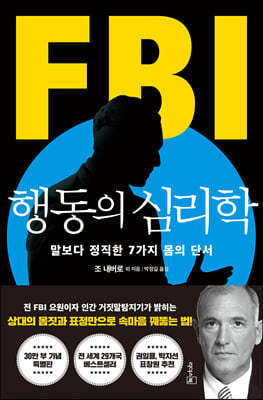 FBI
행동의 심리학
말보다 정직한 7가지 몸의 단서
조 내버로 외 지음 | 박정길 옮김
전 FBI 요원이자 인간 거짓말탐지기가 밝히는
상대의 몸짓과 표정만으로 속마음 꿰뚫는 법!
30만 부 기념
특별판
전 세계 29개국
베스트셀러
권일용, 박지선
표창원 추천